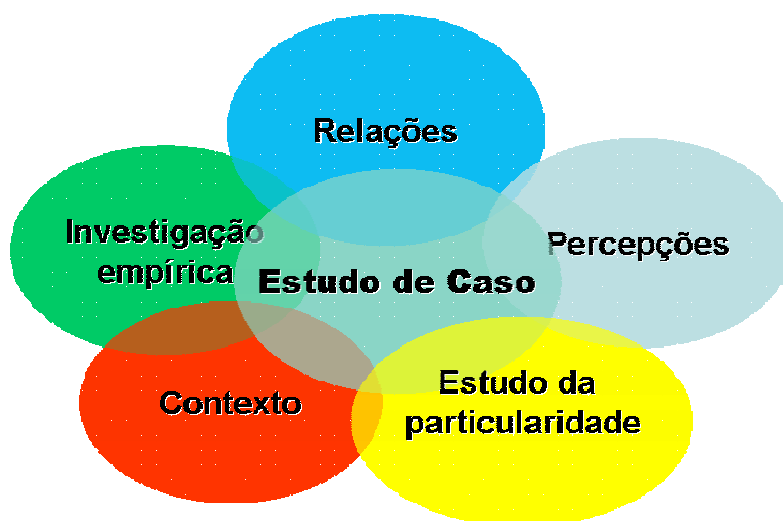 Relações
Investigação
empírica
Percepções
Estudo de Caso
Contexto
Estudo da
particularidade